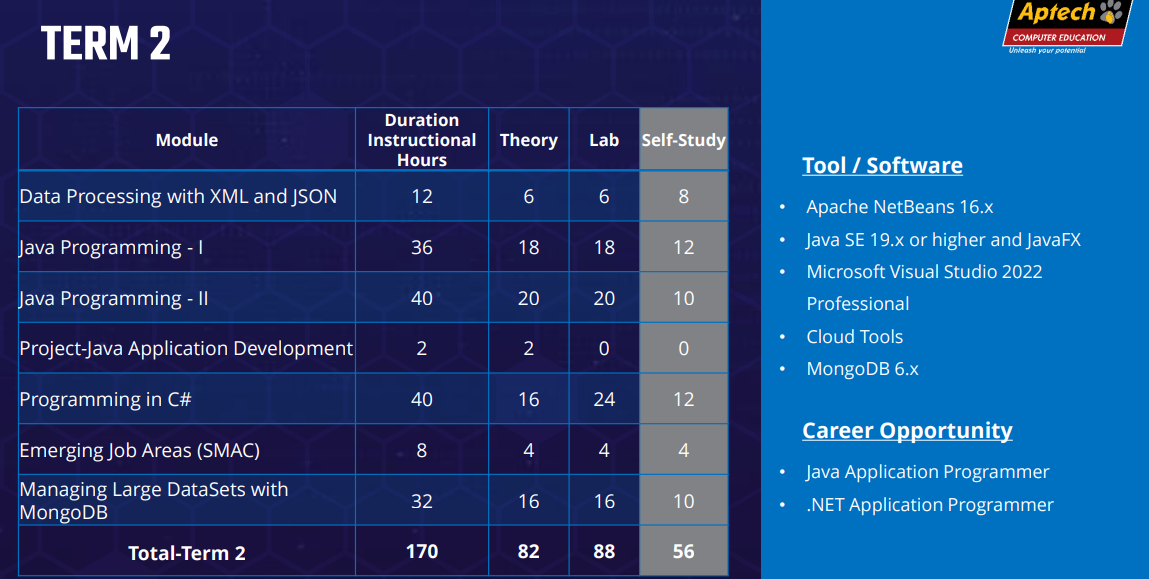 TERM 2
Aptech
COMPUTER EDUCATION
Unleash your potential
Module Duration Instructional Hours Theory Lab Self-Study
Data Processing with XML and JSON 12 6 6 8
Java Programming - I 36 18 18 12
Java Programming - II 40 20 20 10
Project-Java Application Development 2 2 0 0
Programming in C# 40 16 24 12
Emerging Job Areas (SMAC) 8 4 4 4
Managing Large DataSets with MongoDB 32 16 16 10
Total-Term 2 170 82 88 56
Tool / Software
• Apache NetBeans 16.x
• Java SE 19.x or higher and JavaFX
• Microsoft Visual Studio 2022
Professional
• Cloud Tools
• MongoDB 6.x
Career Opportunity
• Java Application Programmer
• .NET Application Programmer